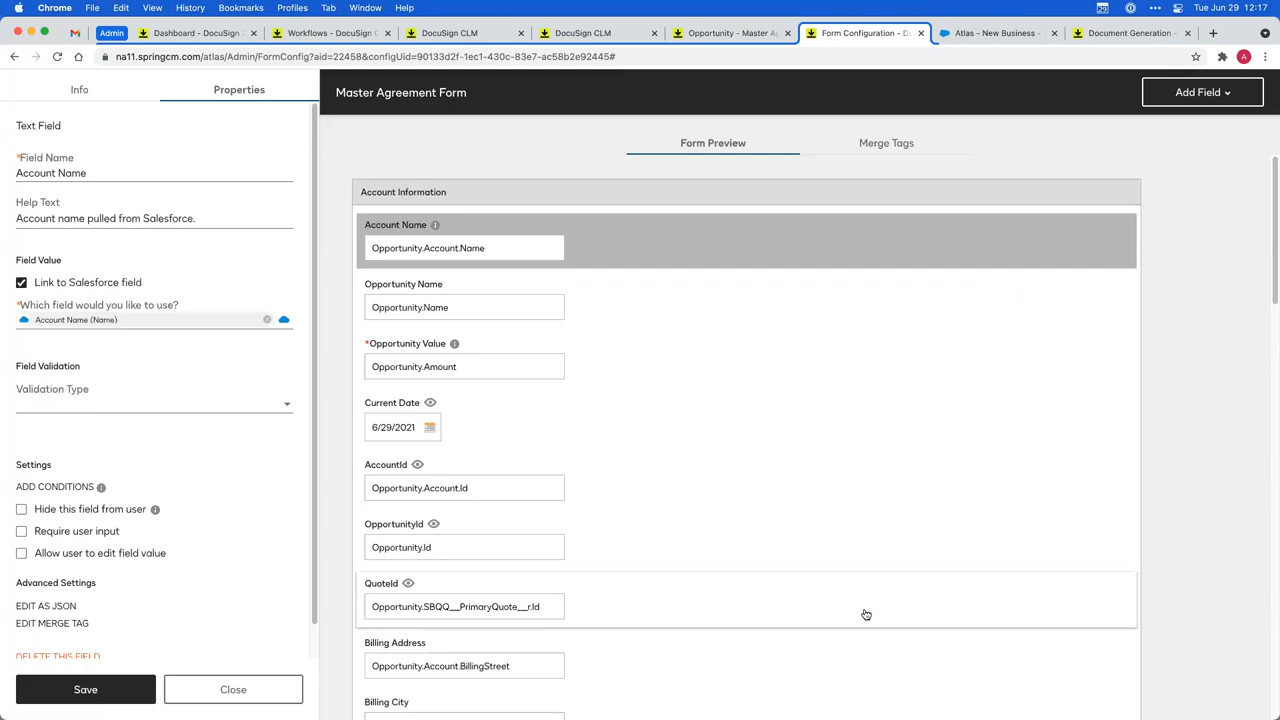 Chrome File Edit View History Bookmarks Profiles Tab Window Help Tue Jun 29 12:17
Admin Dashboard - DocuSign Workflows - DocuSign C DocuSign CLM DocuSign CLM Opportunity - Master A Form Configuration - D Atlas - New Business - Document Generation -
na11.springcm.com/atlas/Admin/FormConfig?aid=22458&configUid=90133d2f-1ec1-430c-83e7-ac58b2e92445# A
Info Properties
Master Agreement Form
Add Field
Text Field
*Field Name
Account Name
Help Text
Account name pulled from Salesforce.
Field Value
Link to Salesforce field
*Which field would you like to use?
Account Name (Name)
Field Validation
Validation Type
Settings
ADD CONDITIONS
Hide this field from user
Require user input
Allow user to edit field value
Advanced Settings
EDIT AS JSON
EDIT MERGE TAG
DELETE THIS FIELD
Save Close
Form Preview Merge Tags
Account Information
Account Name
Opportunity.Account.Name
Opportunity Name
Opportunity.Name
*Opportunity Value
Opportunity.Amount
Current Date
6/29/2021
AccountId
Opportunity.Account.Id
OpportunityId
Opportunity.Id
QuoteId
Opportunity.SBQQ__PrimaryQuote__r.Id
Billing Address
Opportunity.Account.BillingStreet
Billing City